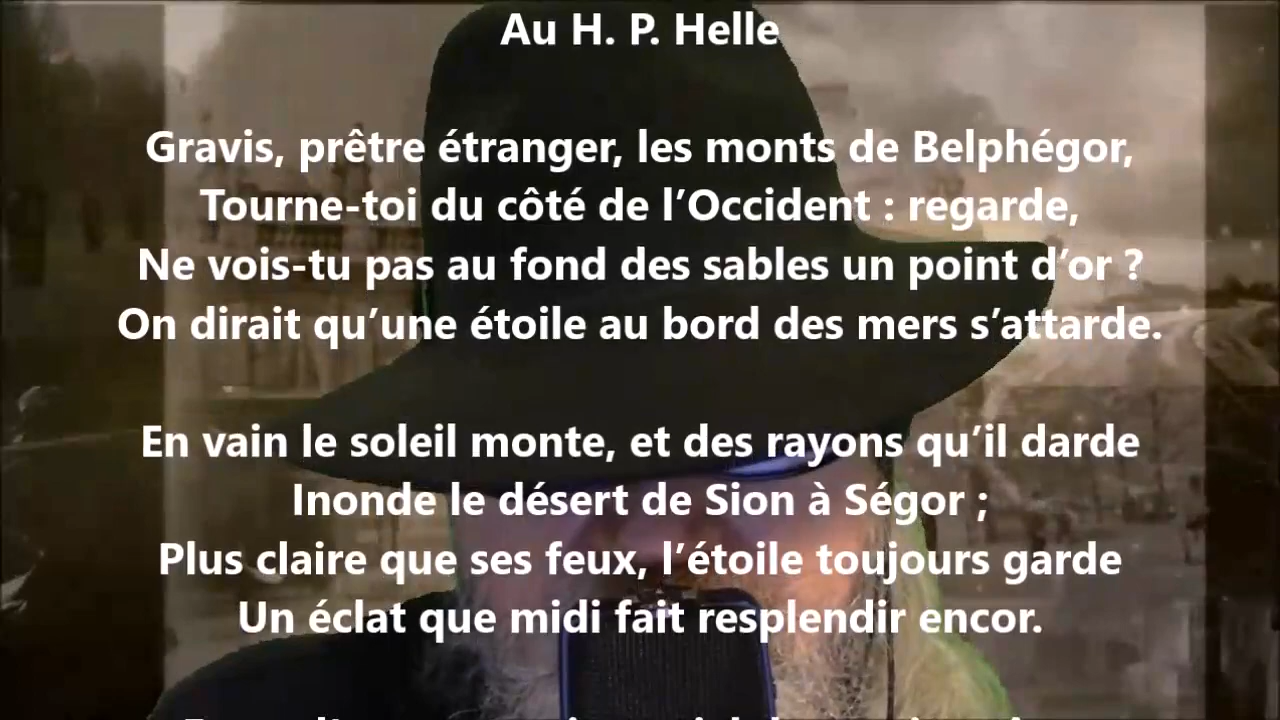 Au H. P. Helle
Gravis, prêtre étranger, les monts de Belphégor,
Tourne-toi du côté de l’Occident : regarde,
Ne vois-tu pas au fond des sables un point d’or ?
On dirait qu’une étoile au bord des mers s’attarde.
En vain le soleil monte, et des rayons qu’il darde
Inonde le désert de Sion à Ségor ;
Plus claire que ses feux, l’étoile toujours garde
Un éclat que midi fait resplendir encor.